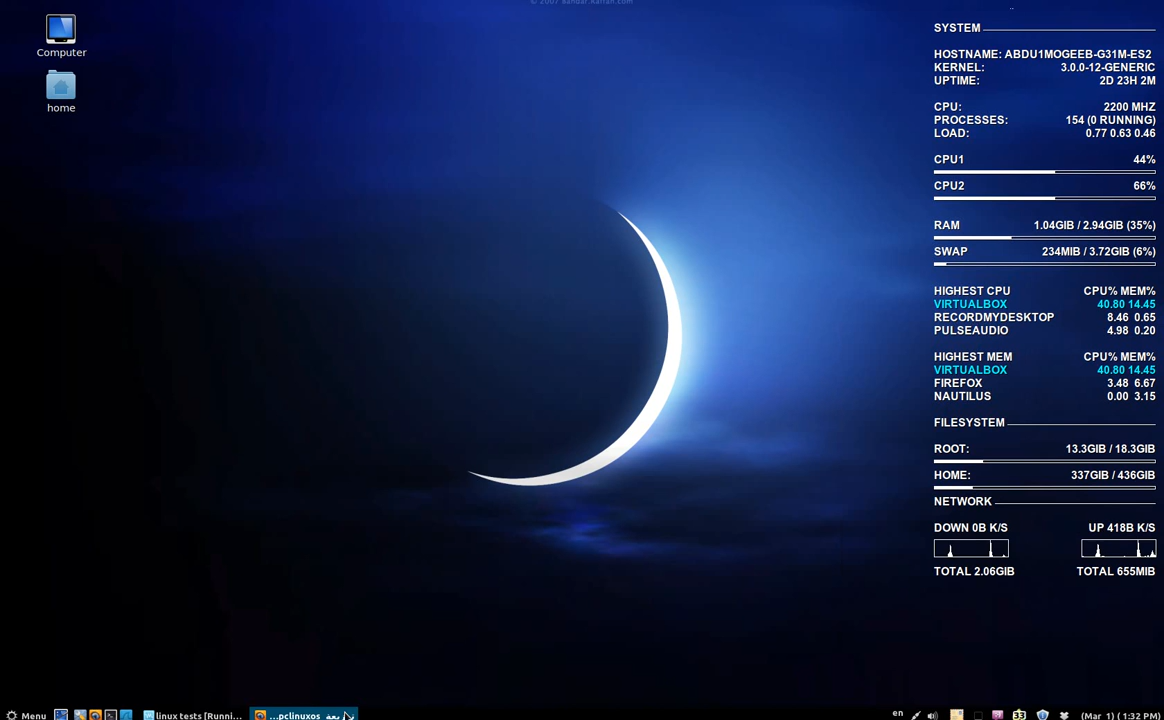 © 2007 Bandar.Raffah.com
Computer
home
SYSTEM
HOSTNAME: ABDU1MOGEEB-G31M-ES2
KERNEL: 3.0.0-12-GENERIC
UPTIME: 2D 23H 2M
CPU: 2200 MHZ
PROCESSES: 154 (0 RUNNING)
LOAD: 0.77 0.63 0.46
CPU1 44%
CPU2 66%
RAM 1.04GIB / 2.94GIB (35%)
SWAP 234MIB / 3.72GIB (6%)
HIGHEST CPU CPU% MEM%
VIRTUALBOX 40.80 14.45
RECORDMYDESKTOP 8.46 0.65
PULSEAUDIO 4.98 0.20
HIGHEST MEM CPU% MEM%
VIRTUALBOX 40.80 14.45
FIREFOX 3.48 6.67
NAUTILUS 0.00 3.15
FILESYSTEM
ROOT: 13.3GIB / 18.3GIB
HOME: 337GIB / 436GIB
NETWORK
DOWN 0B K/S UP 418B K/S
TOTAL 2.06GIB TOTAL 655MIB
Menu linux tests [Runni... ...pclinuxos en 33 (Mar 1) ( 1:32 PM)